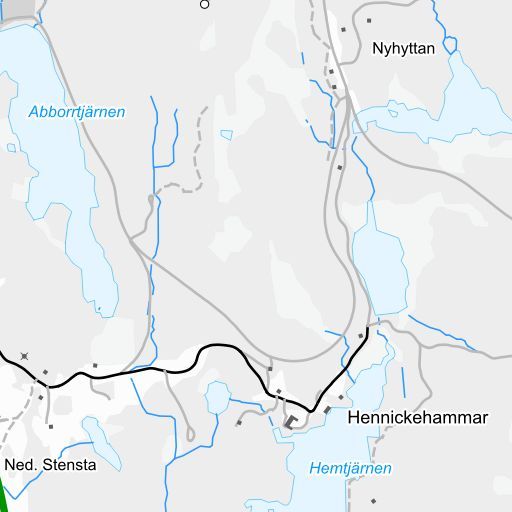 Nyhyttan
Abborrtjärnen
Hennickehammar
Ned. Stensta
Hemtjärnen